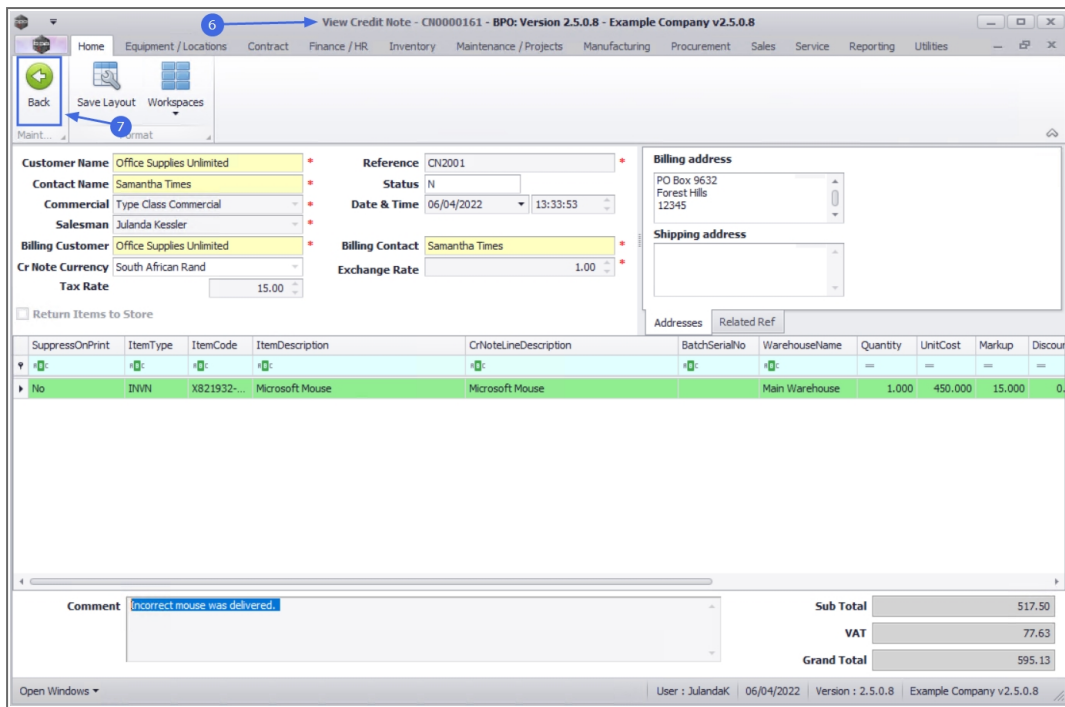 6
View Credit Note - CN0000161 - BPO: Version 2.5.0.8 - Example Company v2.5.0.8
Home Equipment / Locations Contract Finance / HR Inventory Maintenance / Projects Manufacturing Procurement Sales Service Reporting Utilities
Back Save Layout Workspaces
7
Maint... Format
Customer Name Office Supplies Unlimited * Reference CN2001 * Billing address
Contact Name Samantha Times * Status N PO Box 9632
Forest Hills
12345
Commercial Type Class Commercial * Date & Time 06/04/2022 13:33:53
Salesman Julanda Kessler * Shipping address
Billing Customer Office Supplies Unlimited * Billing Contact Samantha Times *
Cr Note Currency South African Rand Exchange Rate 1.00 *
Tax Rate 15.00
Return Items to Store Addresses Related Ref
SuppressOnPrint ItemType ItemCode ItemDescription CrNoteLineDescription BatchSerialNo WarehouseName Quantity UnitCost Markup Discour
= = = =
No INVN X821932-... Microsoft Mouse Microsoft Mouse Main Warehouse 1.000 450.000 15.000 0.
Comment Incorrect mouse was delivered. Sub Total 517.50
VAT 77.63
Grand Total 595.13
Open Windows User : JulandaK 06/04/2022 Version : 2.5.0.8 Example Company v2.5.0.8